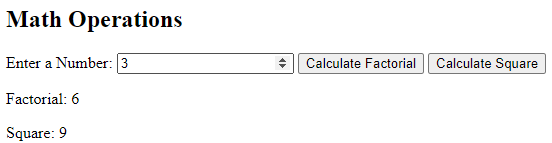 Math Operations
Enter a Number: 3 Calculate Factorial Calculate Square
Factorial: 6
Square: 9